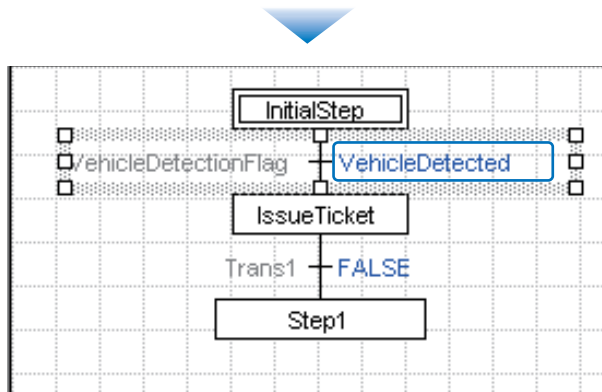 InitialStep
VehicleDetectionFlag VehicleDetected
IssueTicket
Trans1 FALSE
Step1